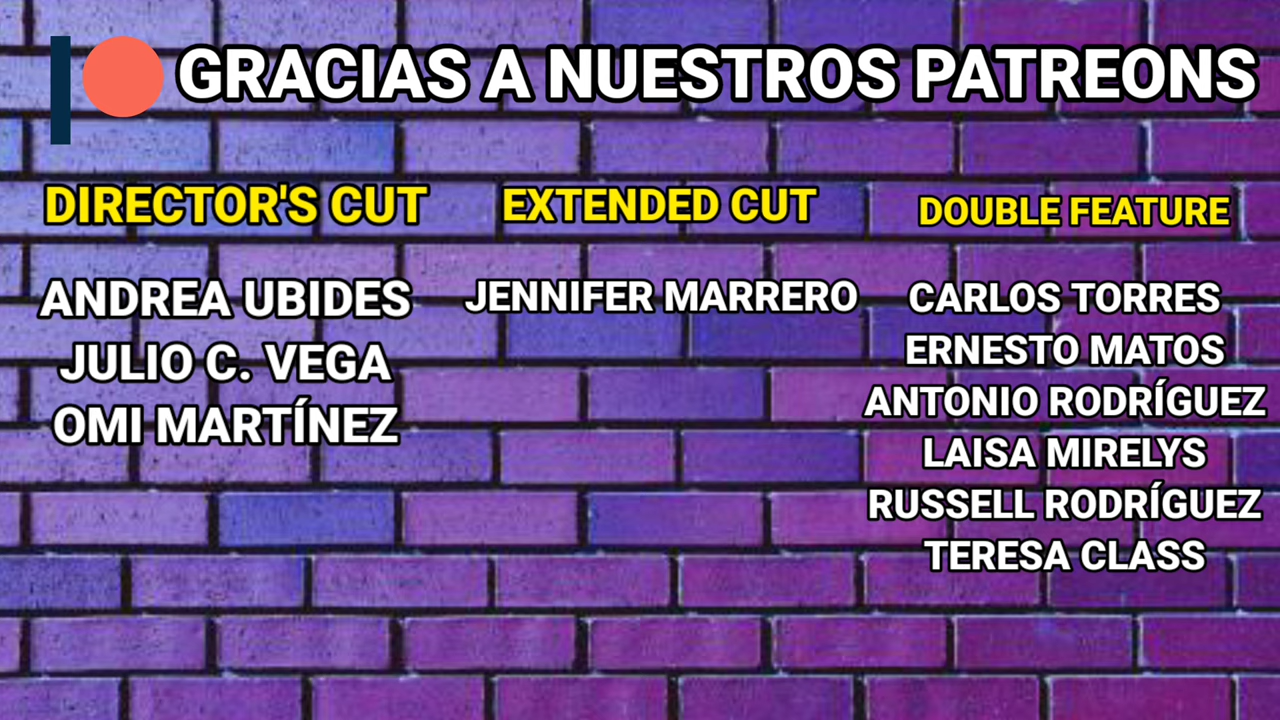 GRACIAS A NUESTROS PATREONS
DIRECTOR'S CUT
ANDREA UBIDES
JULIO C. VEGA
OMI MARTÍNEZ
EXTENDED CUT
JENNIFER MARRERO
DOUBLE FEATURE
CARLOS TORRES
ERNESTO MATOS
ANTONIO RODRÍGUEZ
LAISA MIRELYS
RUSSELL RODRÍGUEZ
TERESA CLASS